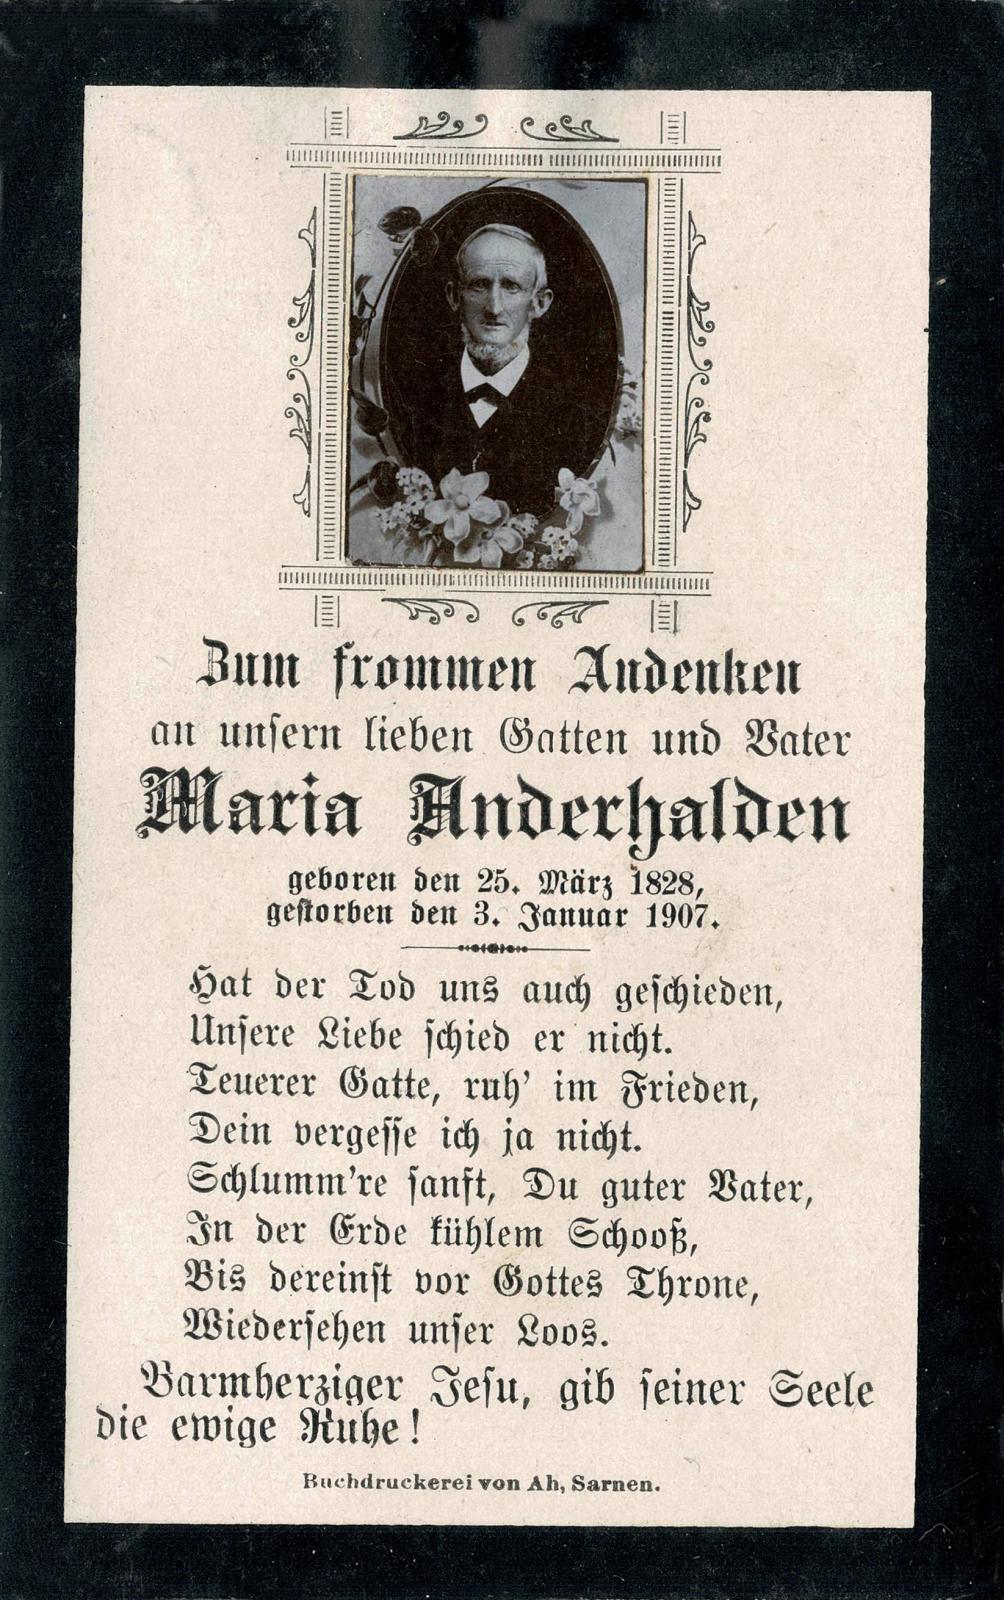 Zum frommen Andenken
an unsern lieben Gatten und Vater
Maria Anderhalden
geboren den 25. März 1828,
gestorben den 3. Januar 1907.
Hat der Tod uns auch geschieden,
Unsere Liebe schied er nicht.
Teuerer Gatte, ruh' im Frieden,
Dein vergesse ich ja nicht.
Schlumm're sanft, Du guter Vater,
In der Erde kühlem Schooß,
Bis dereinst vor Gottes Throne,
Wiedersehen unser Loos.
Barmherziger Jesu, gib seiner Seele
die ewige Ruhe!
Buchdruckerei von Ah, Sarnen.